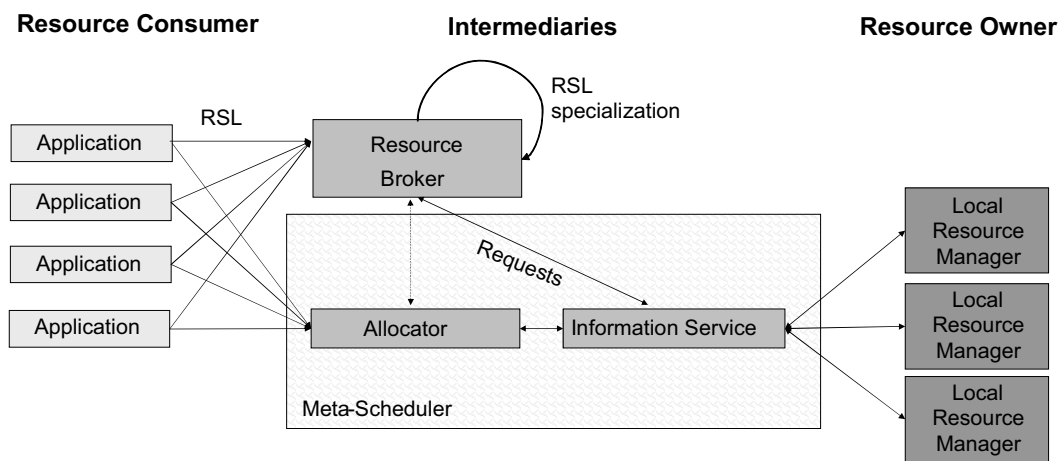 Resource Consumer
Intermediaries
Resource Owner
RSL
RSL
specialization
Application
Application
Application
Application
Resource
Broker
Requests
Allocator
Information Service
Meta-Scheduler
Local
Resource
Manager
Local
Resource
Manager
Local
Resource
Manager